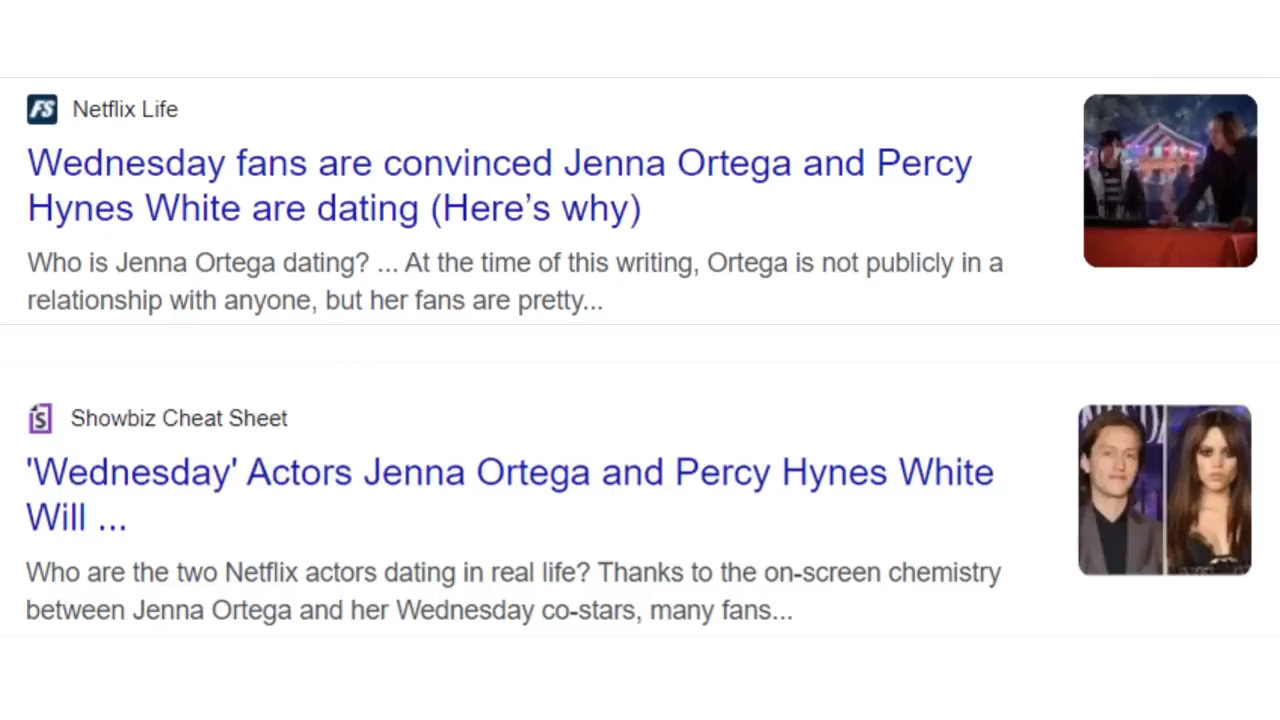 FS Netflix Life
Wednesday fans are convinced Jenna Ortega and Percy
Hynes White are dating (Here’s why)
Who is Jenna Ortega dating? ... At the time of this writing, Ortega is not publicly in a
relationship with anyone, but her fans are pretty...
S Showbiz Cheat Sheet
'Wednesday' Actors Jenna Ortega and Percy Hynes White
Will ...
Who are the two Netflix actors dating in real life? Thanks to the on-screen chemistry
between Jenna Ortega and her Wednesday co-stars, many fans...